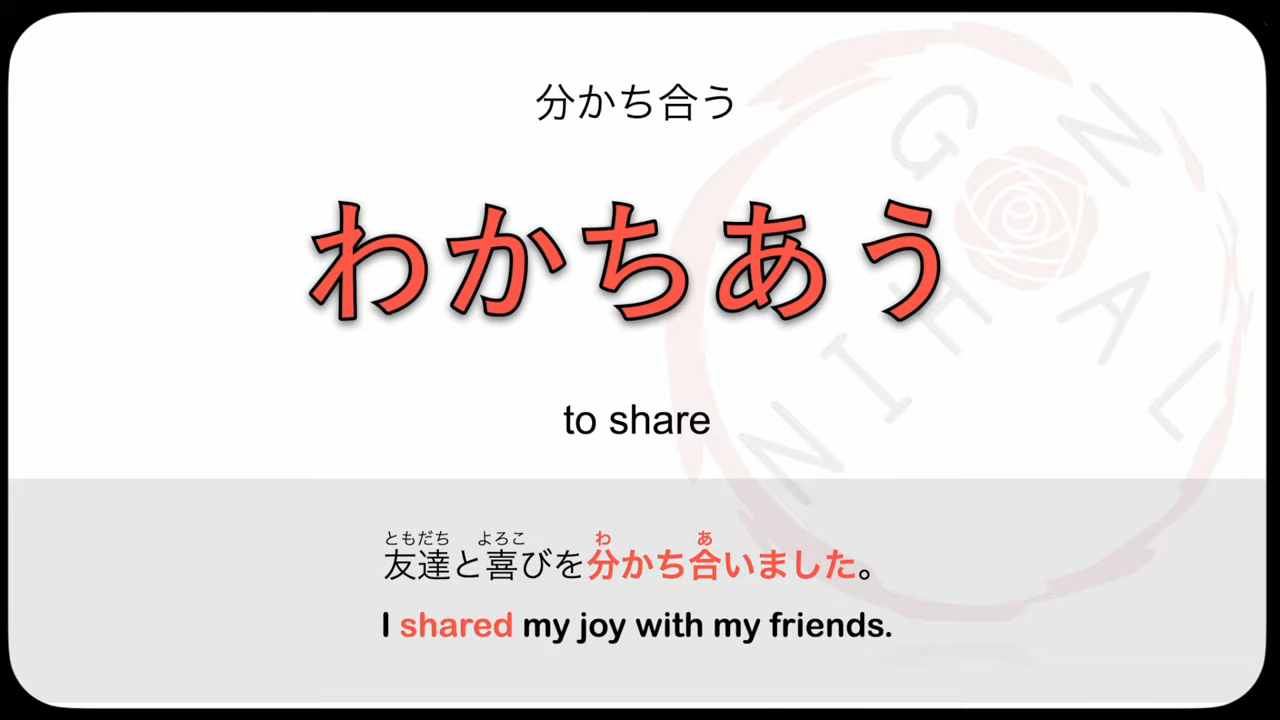 分かち合う
わかちあう
to share
ともだち よろこ わ あ
友達と喜びを分かち合いました。
I shared my joy with my friends.
NIHONGONAL